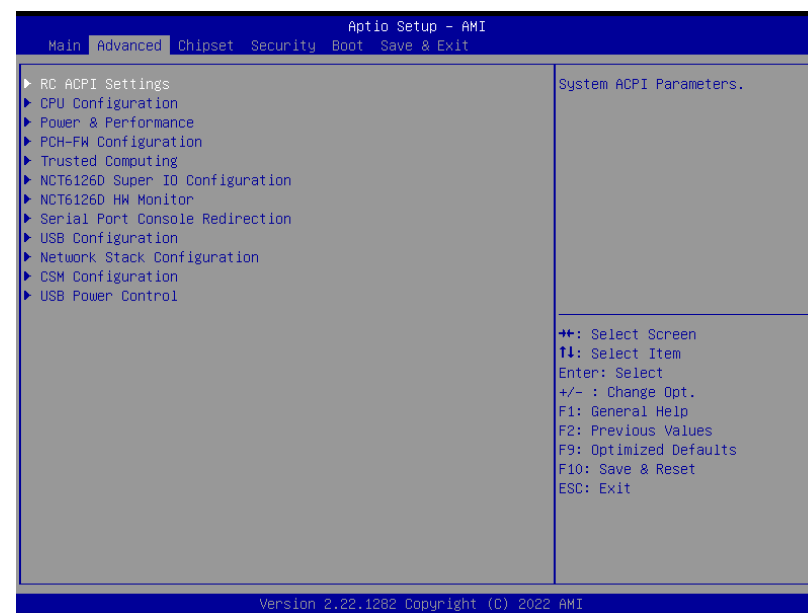 Aptio Setup – AMI
Main Advanced Chipset Security Boot Save & Exit
▶ RC ACPI Settings
▶ CPU Configuration
▶ Power & Performance
▶ PCH-FW Configuration
▶ Trusted Computing
▶ NCT6126D Super IO Configuration
▶ NCT6126D HW Monitor
▶ Serial Port Console Redirection
▶ USB Configuration
▶ Network Stack Configuration
▶ CSM Configuration
▶ USB Power Control
System ACPI Parameters.
→←: Select Screen
↑↓: Select Item
Enter: Select
+/- : Change Opt.
F1: General Help
F2: Previous Values
F9: Optimized Defaults
F10: Save & Reset
ESC: Exit
Version 2.22.1282 Copyright (C) 2022 AMI